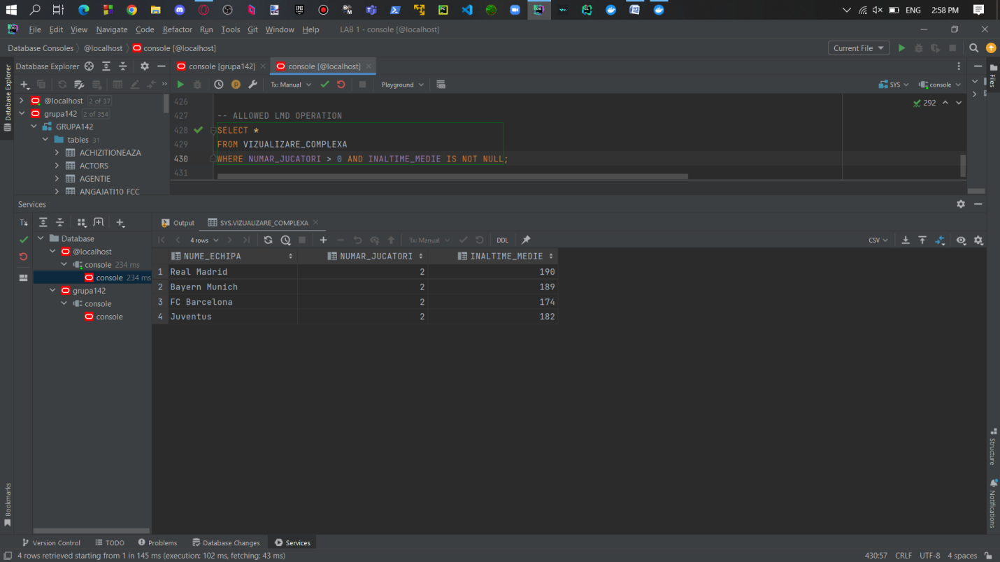 ENG 2:58 PM
File Edit View Navigate Code Refactor Run Tools Git Window Help LAB 1 - console [@localhost]
Database Consoles @localhost console [@localhost] Current File
Database Explorer console [grupa142] console [@localhost]
Tx: Manual Playground SYS console
Database Explorer
Files
@localhost 2 of 37
grupa142 2 of 354
GRUPA142
tables 31
ACHIZITIONEAZA
ACTORS
AGENTIE
ANGAJATI10_FCC
426
427 -- ALLOWED LMD OPERATION
428 SELECT *
429 FROM VIZUALIZARE_COMPLEXA
430 WHERE NUMAR_JUCATORI > 0 AND INALTIME_MEDIE IS NOT NULL;
431
292
Services
Tx
Output SYS.VIZUALIZARE_COMPLEXA
Database
@localhost
console 234 ms
console 234 ms
grupa142
console
console
4 rows Tx: Manual DDL CSV
NUME_ECHIPA NUMAR_JUCATORI INALTIME_MEDIE
1 Real Madrid 2 190
2 Bayern Munich 2 189
3 FC Barcelona 2 174
4 Juventus 2 182
Structure
Notifications
Bookmarks
Version Control TODO Problems Database Changes Services
4 rows retrieved starting from 1 in 145 ms (execution: 102 ms, fetching: 43 ms) 430:57 CRLF UTF-8 4 spaces